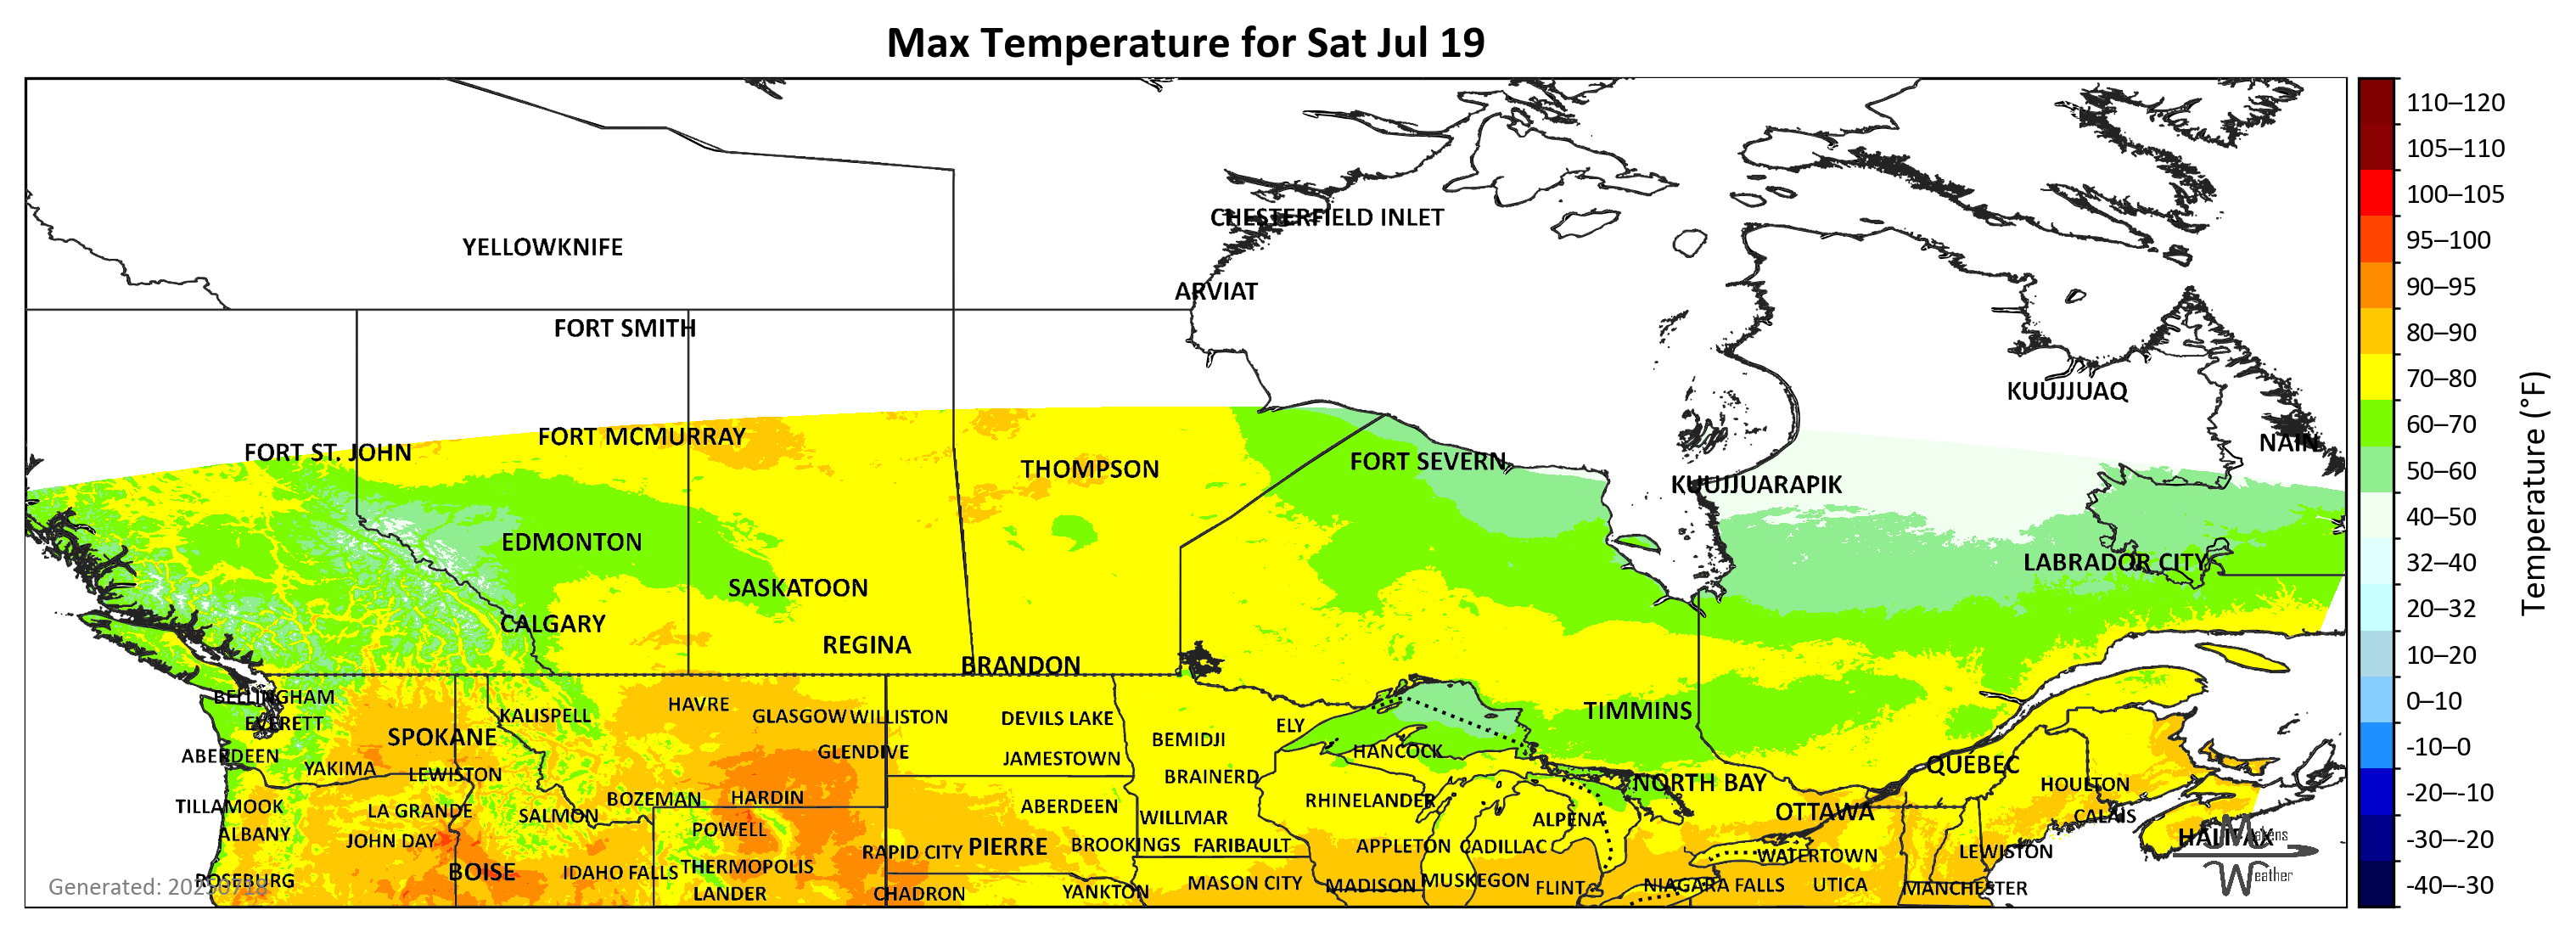 Max Temperature for Sat Jul 19
YELLOWKNIFE
CHESTERFIELD INLET
ARVIAT
FORT SMITH
KUUJJUAQ
FORT ST. JOHN
FORT MCMURRAY
THOMPSON
FORT SEVERN
KUUJJUARAPIK
NAIN
EDMONTON
LABRADOR CITY
SASKATOON
CALGARY
REGINA
BRANDON
BELLINGHAM
EVERETT
KALISPELL
HAVRE
GLASGOW
WILLISTON
DEVILS LAKE
ELY
TIMMINS
SPOKANE
ABERDEEN
GLENDIVE
JAMESTOWN
BEMIDJI
HANCOCK
YAKIMA
LEWISTON
BRAINERD
NORTH BAY
QUÉBEC
HOULTON
TILLAMOOK
LA GRANDE
SALMON
BOZEMAN
HARDIN
ABERDEEN
WILLMAR
RHINELANDER
ALPENA
OTTAWA
CALAIS
ALBANY
JOHN DAY
POWELL
RAPID CITY
PIERRE
BROOKINGS
FARIBAULT
APPLETON
CADILLAC
WATERTOWN
LEWISTON
HALIFAX
ROSEBURG
BOISE
IDAHO FALLS
THERMOPOLIS
LANDER
CHADRON
YANKTON
MASON CITY
MADISON
MUSKEGON
FLINT
NIAGARA FALLS
UTICA
MANCHESTER
Generated: 20250718
Makens
Weather
110–120
105–110
100–105
95–100
90–95
80–90
70–80
60–70
50–60
40–50
32–40
20–32
10–20
0–10
-10–0
-20–-10
-30–-20
-40–-30
Temperature (°F)